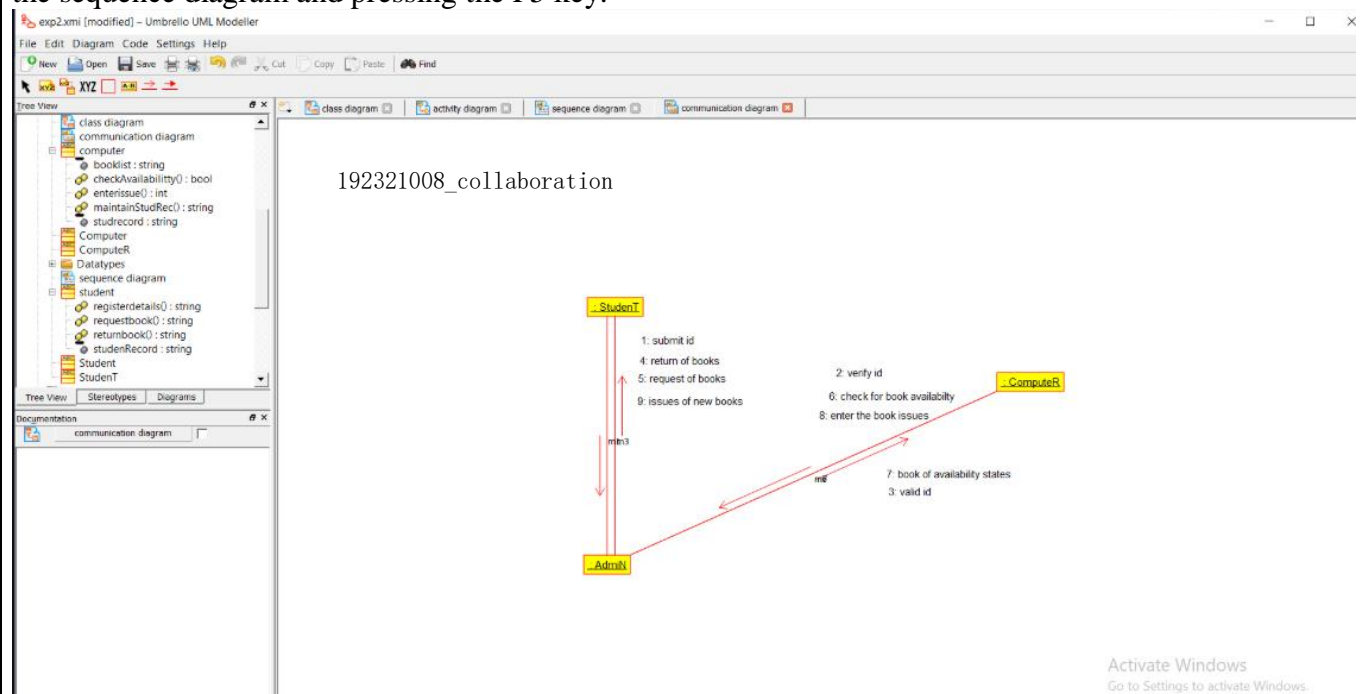 the sequence diagram and pressing the F5 key.
exp2.xmi [modified] – Umbrello UML Modeller
File Edit Diagram Code Settings Help
New Open Save Cut Copy Paste Find
XYZ
Tree View
class diagram
communication diagram
computer
booklist : string
checkAvailabilitty() : bool
enterissue() : int
maintainStudRec() : string
studrecord : string
Computer
ComputeR
Datatypes
sequence diagram
student
registerdetails() : string
requestbook() : string
returnbook() : string
studenRecord : string
Student
StudenT
Tree View Stereotypes Diagrams
Documentation
communication diagram
class diagram activity diagram sequence diagram communication diagram
192321008_collaboration
: StudenT
1: submit id
4: return of books
5: request of books
9: issues of new books
2: verify id
6: check for book availabilty
8: enter the book issues
: ComputeR
7: book of availability states
3: valid id
: AdmiN
Activate Windows
Go to Settings to activate Windows.